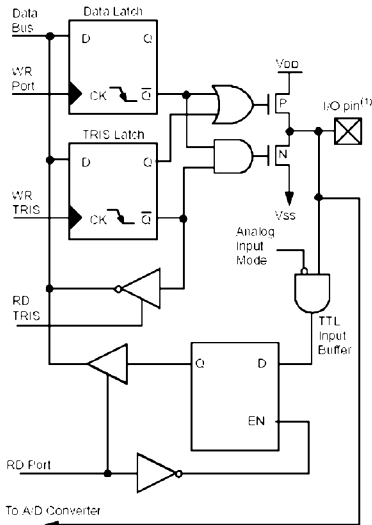 Data
Bus
Data Latch
D Q
WR
Port
CK Q
VDD
P
I/O pin(1)
TRIS Latch
D Q
N
WR
TRIS
CK Q
VSS
Analog
Input
Mode
RD
TRIS
TTL
Input
Buffer
Q D
EN
RD Port
To A/D Converter